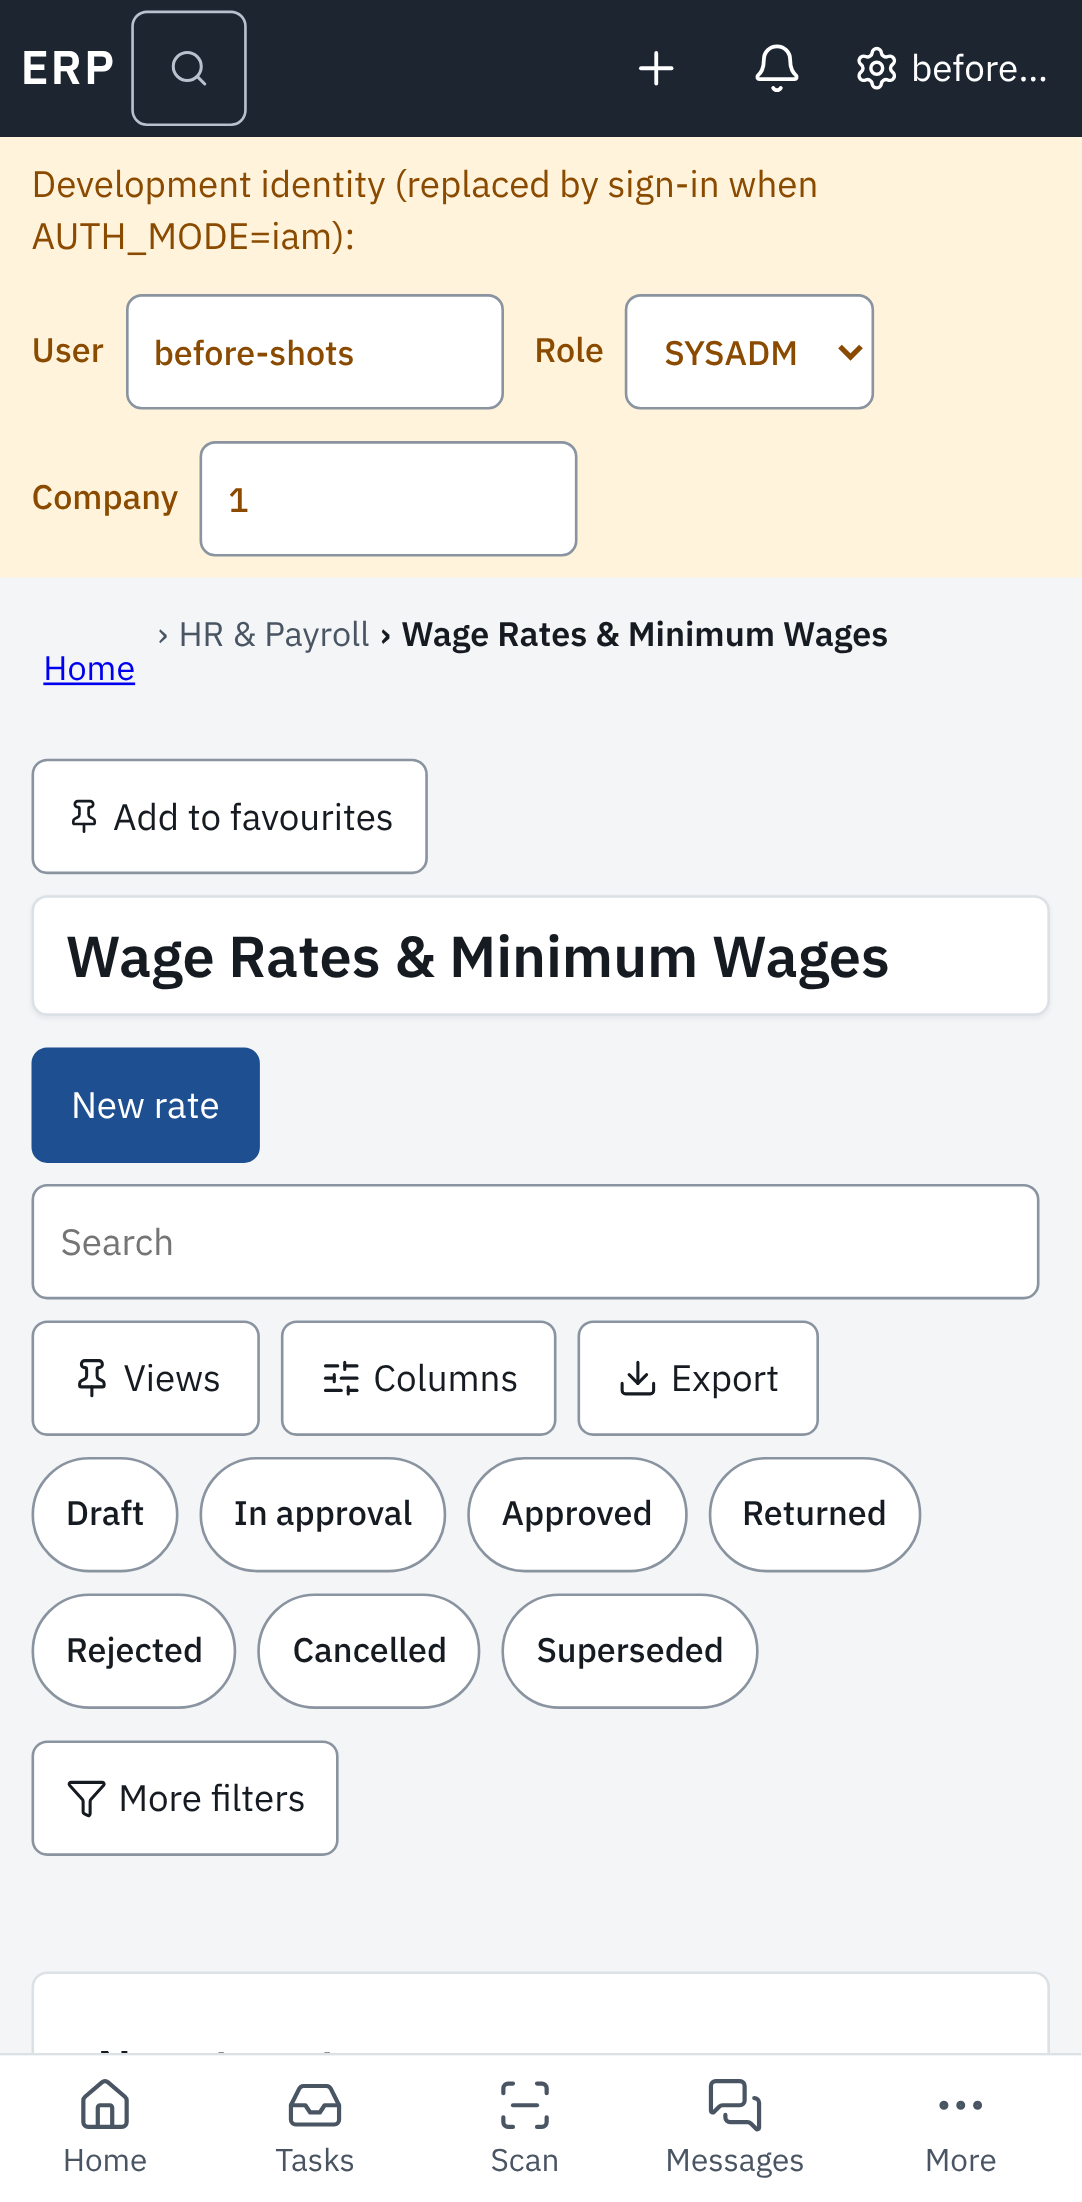 ERP
before...
Development identity (replaced by sign-in when
AUTH_MODE=iam):
User before-shots Role SYSADM
Company 1
Home › HR & Payroll › Wage Rates & Minimum Wages
Add to favourites
Wage Rates & Minimum Wages
New rate
Search
Views Columns Export
Draft In approval Approved Returned
Rejected Cancelled Superseded
More filters
Home Tasks Scan Messages More